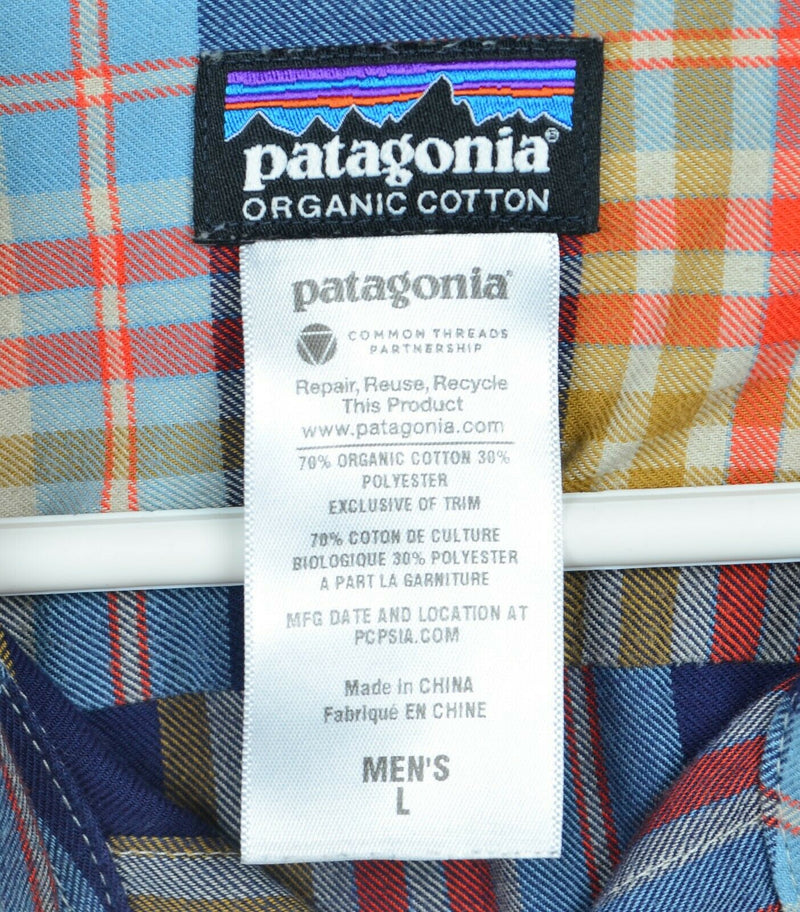 patagonia®
ORGANIC COTTON
patagonia®
COMMON THREADS
PARTNERSHIP
Repair, Reuse, Recycle
This Product
www.patagonia.com
70% ORGANIC COTTON 30%
POLYESTER
EXCLUSIVE OF TRIM
70% COTON DE CULTURE
BIOLOGIQUE 30% POLYESTER
A PART LA GARNITURE
MFG DATE AND LOCATION AT
PCPSIA.COM
Made in CHINA
Fabriqué EN CHINE
MEN'S
L